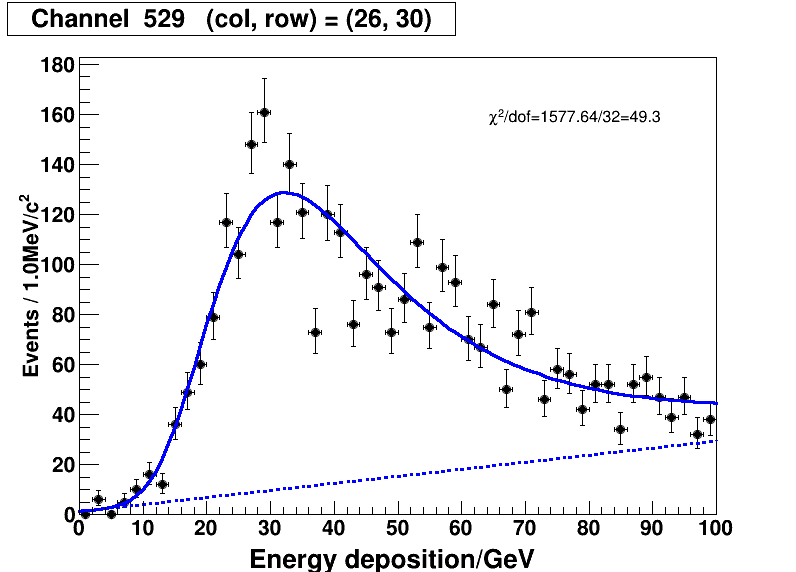 Channel 529 (col, row) = (26, 30)
χ²/dof=1577.64/32=49.3
Events / 1.0MeV/c²
180
160
140
120
100
80
60
40
20
0
0 10 20 30 40 50 60 70 80 90 100
Energy deposition/GeV